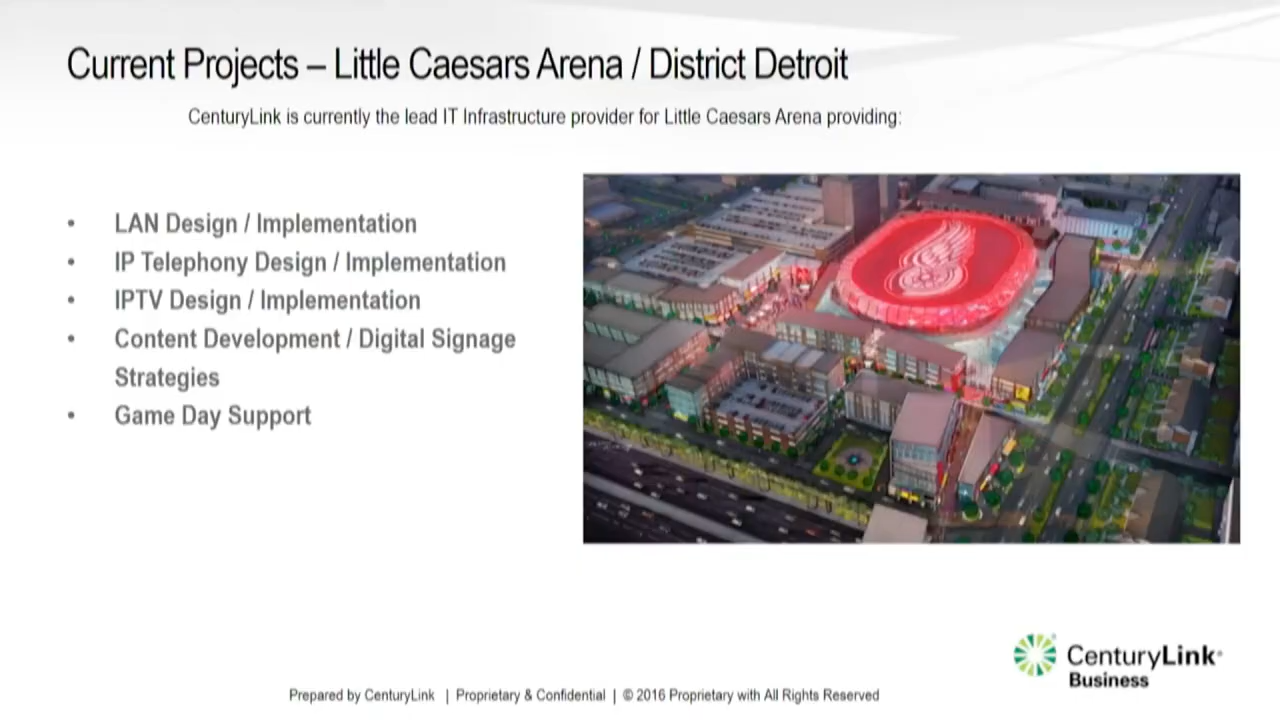 Current Projects – Little Caesars Arena / District Detroit
CenturyLink is currently the lead IT Infrastructure provider for Little Caesars Arena providing:
• LAN Design / Implementation
• IP Telephony Design / Implementation
• IPTV Design / Implementation
• Content Development / Digital Signage
Strategies
• Game Day Support
CenturyLink®
Business
Prepared by CenturyLink | Proprietary & Confidential | © 2016 Proprietary with All Rights Reserved